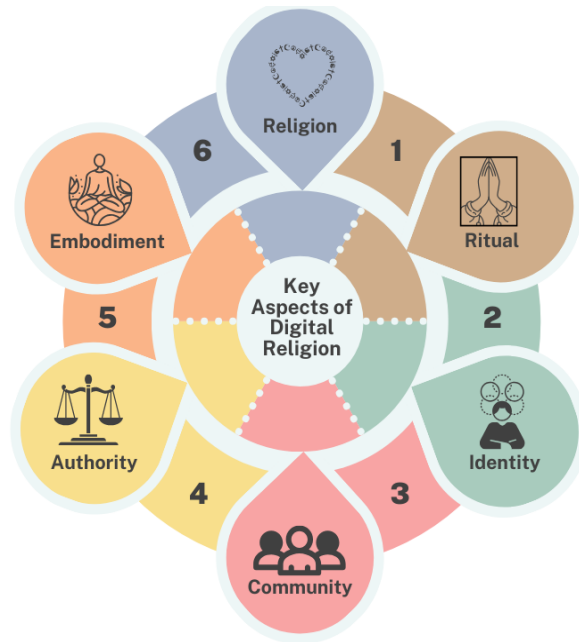 Key
Aspects of
Digital
Religion
1
Ritual
2
Identity
3
Community
4
Authority
5
Embodiment
6
Religion